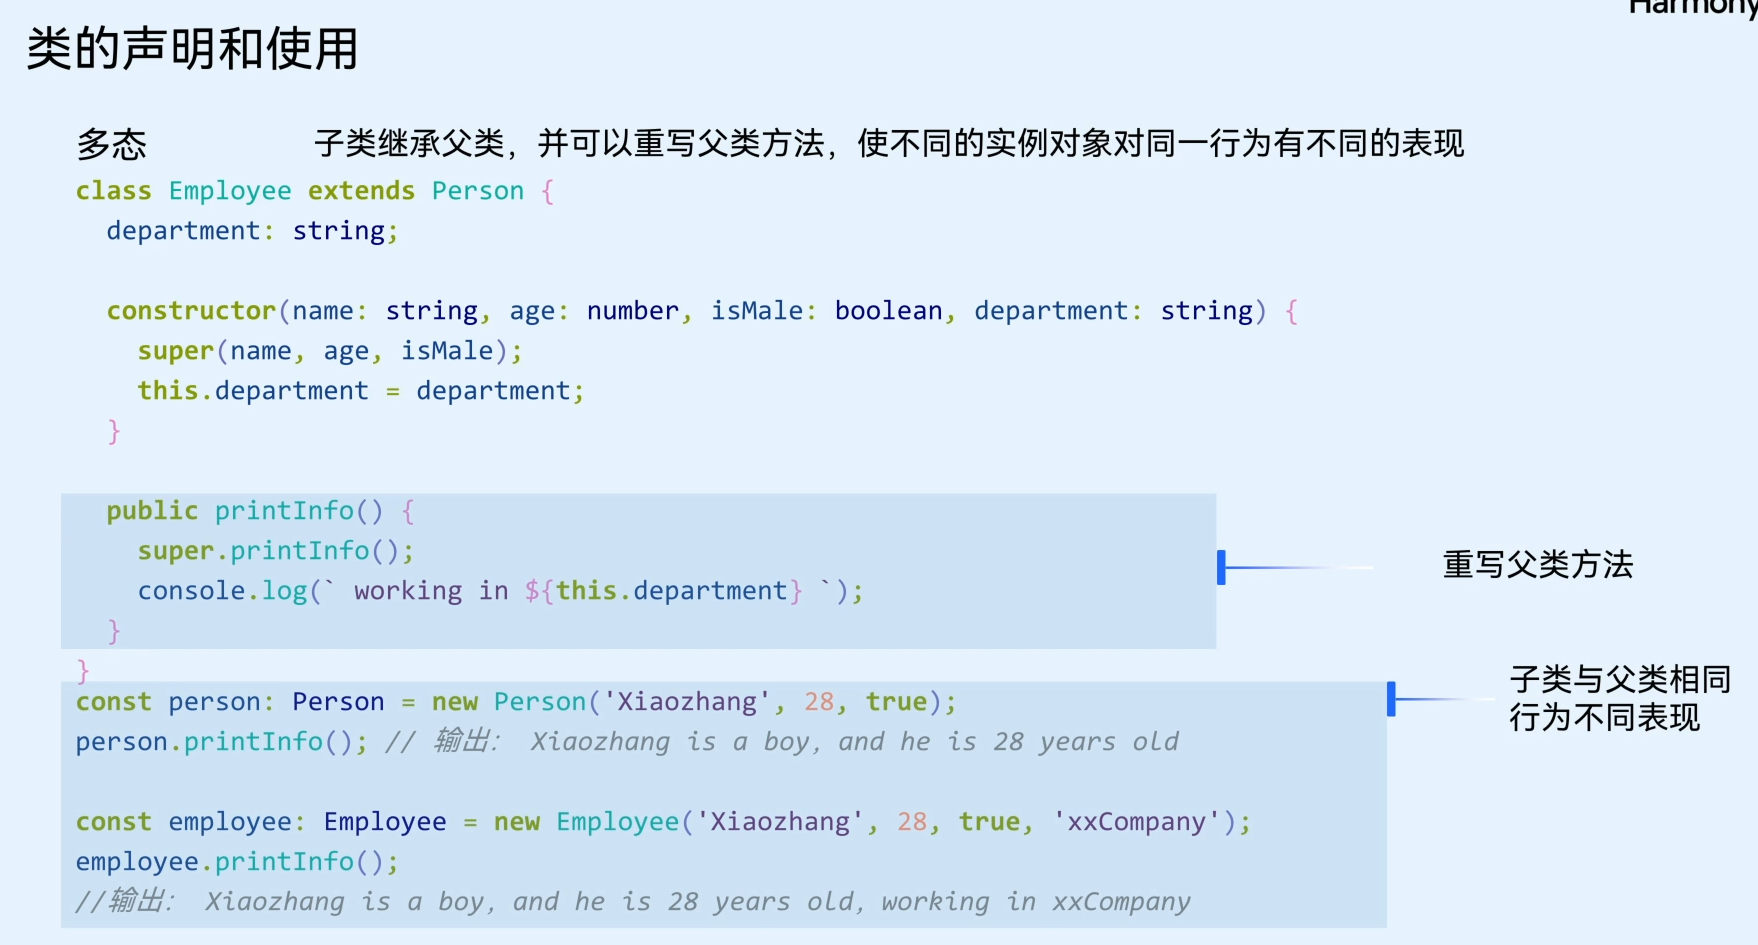 Harmony
类的声明和使用
多态 子类继承父类，并可以重写父类方法，使不同的实例对象对同一行为有不同的表现
class Employee extends Person {
  department: string;
  constructor(name: string, age: number, isMale: boolean, department: string) {
    super(name, age, isMale);
    this.department = department;
  }
  public printInfo() {
    super.printInfo();
    console.log(` working in ${this.department} `);
  }
}
重写父类方法
const person: Person = new Person('Xiaozhang', 28, true);
person.printInfo(); // 输出： Xiaozhang is a boy, and he is 28 years old
const employee: Employee = new Employee('Xiaozhang', 28, true, 'xxCompany');
employee.printInfo();
//输出： Xiaozhang is a boy, and he is 28 years old, working in xxCompany
子类与父类相同
行为不同表现